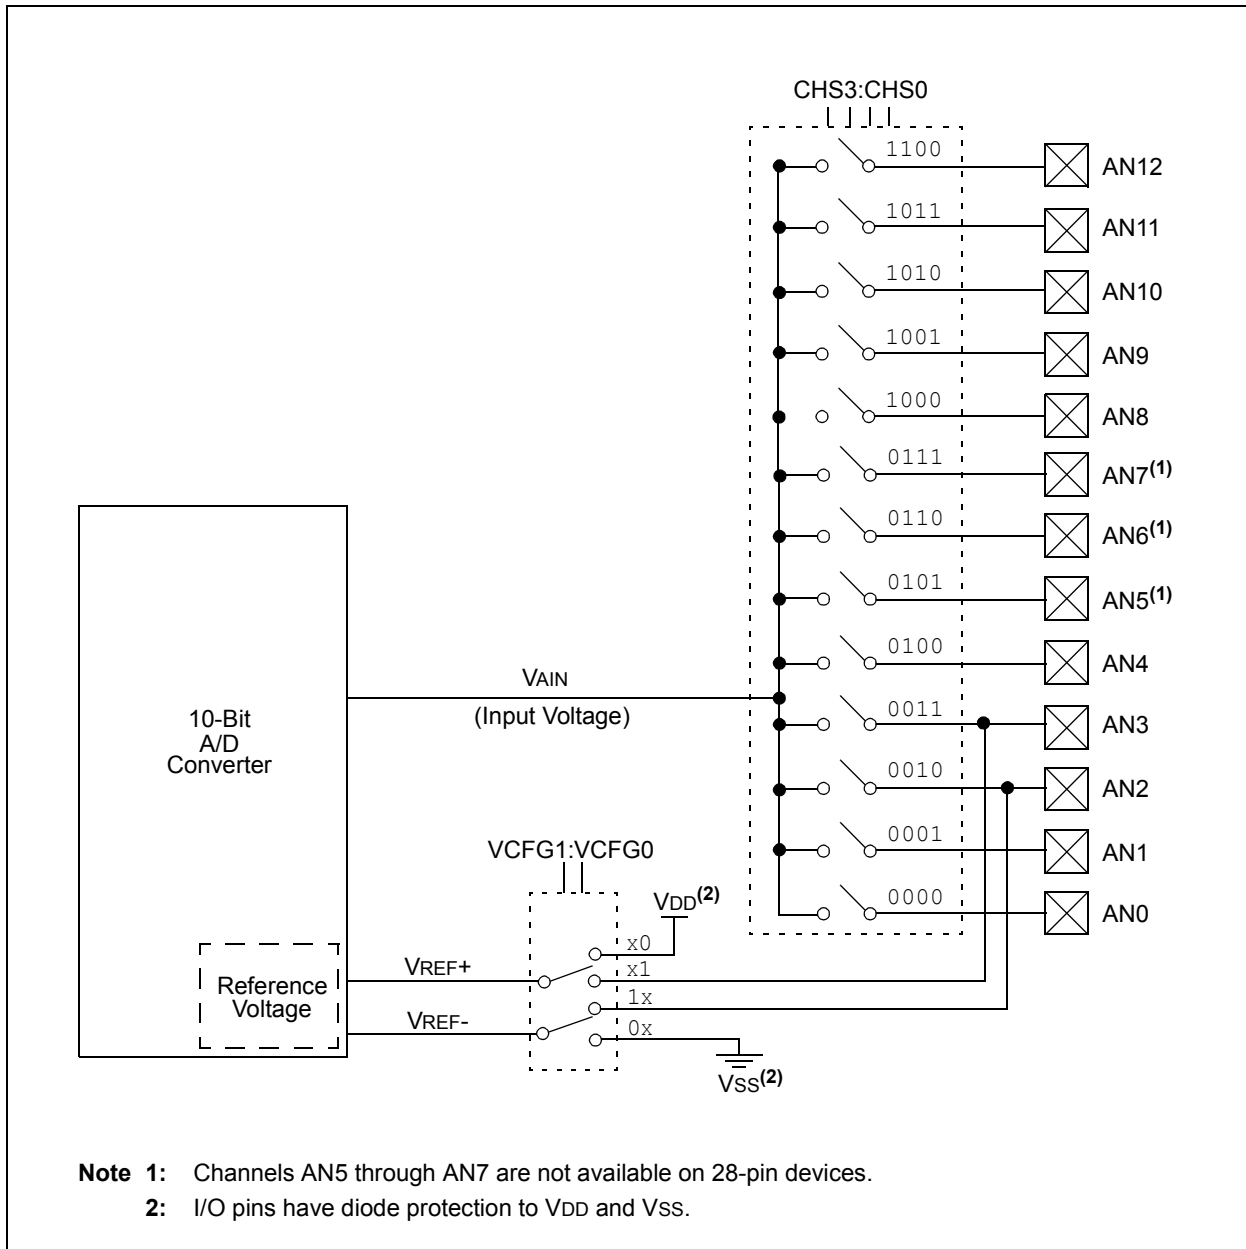 CHS3:CHS0
1100 AN12
1011 AN11
1010 AN10
1001 AN9
1000 AN8
0111 AN7(1)
0110 AN6(1)
0101 AN5(1)
0100 AN4
VAIN
(Input Voltage)
0011 AN3
10-Bit
A/D
Converter
0010 AN2
0001 AN1
VCFG1:VCFG0
0000 AN0
VDD(2)
x0
VREF+
x1
Reference
Voltage
1x
VREF-
0x
VSS(2)
Note 1: Channels AN5 through AN7 are not available on 28-pin devices.
2: I/O pins have diode protection to VDD and VSS.